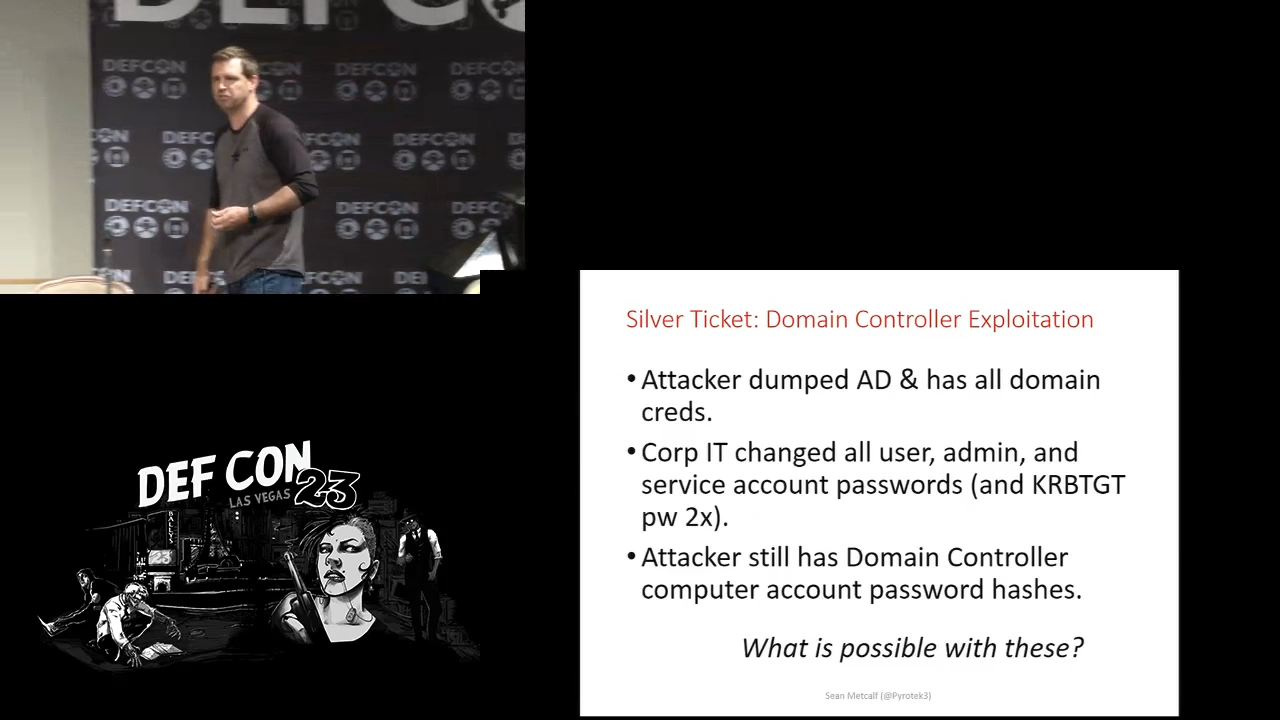 DEFCON
DEFCON
DEFCON
DEFCON
DEFCON
DEFCON
DEFCON
DEFCON
Silver Ticket: Domain Controller Exploitation
•Attacker dumped AD & has all domain
creds.
•Corp IT changed all user, admin, and
service account passwords (and KRBTGT
pw 2x).
•Attacker still has Domain Controller
computer account password hashes.
What is possible with these?
Sean Metcalf (@Pyrotek3)
DEF CON 23
LAS VEGAS
BALLYS